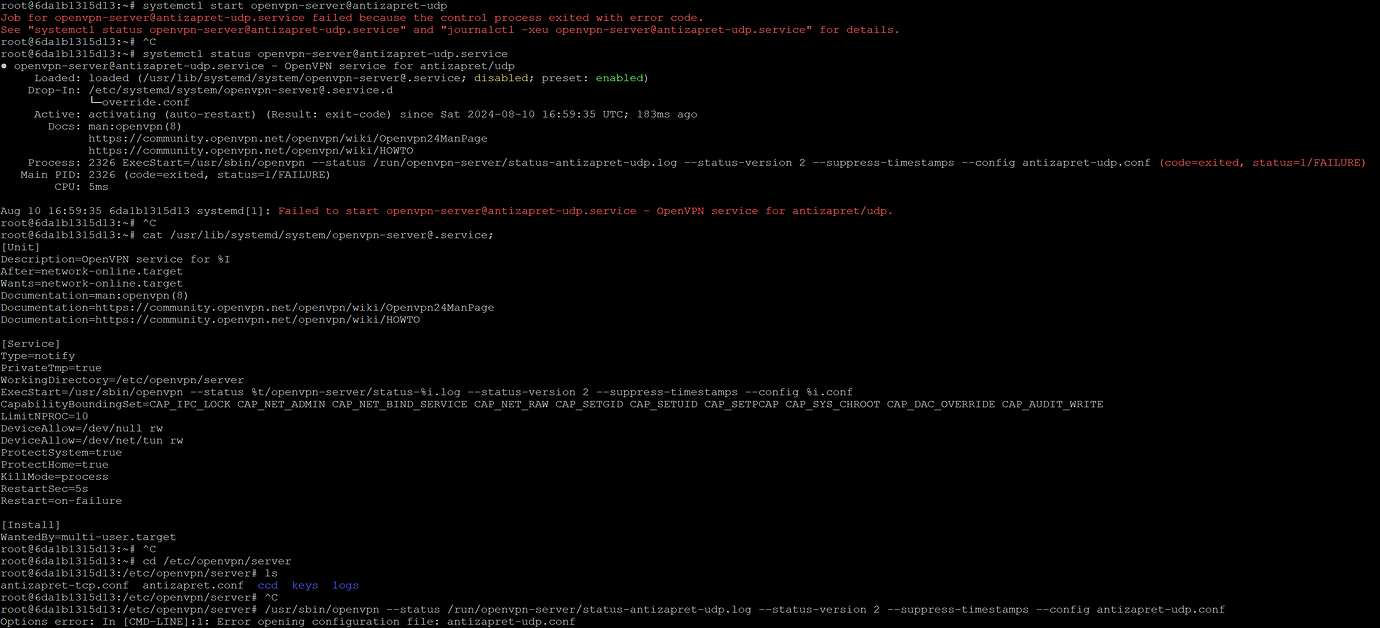 root@6da1b1315d13:~# systemctl start openvpn-server@antizapret-udp
Job for openvpn-server@antizapret-udp.service failed because the control process exited with error code.
See "systemctl status openvpn-server@antizapret-udp.service" and "journalctl -xeu openvpn-server@antizapret-udp.service" for details.
root@6da1b1315d13:~# ^C
root@6da1b1315d13:~# systemctl status openvpn-server@antizapret-udp.service
● openvpn-server@antizapret-udp.service - OpenVPN service for antizapret/udp
Loaded: loaded (/usr/lib/systemd/system/openvpn-server@.service; disabled; preset: enabled)
Drop-In: /etc/systemd/system/openvpn-server@.service.d
└─override.conf
Active: activating (auto-restart) (Result: exit-code) since Sat 2024-08-10 16:59:35 UTC; 183ms ago
Docs: man:openvpn(8)
https://community.openvpn.net/openvpn/wiki/Openvpn24ManPage
https://community.openvpn.net/openvpn/wiki/HOWTO
Process: 2326 ExecStart=/usr/sbin/openvpn --status /run/openvpn-server/status-antizapret-udp.log --status-version 2 --suppress-timestamps --config antizapret-udp.conf (code=exited, status=1/FAILURE)
Main PID: 2326 (code=exited, status=1/FAILURE)
CPU: 5ms
Aug 10 16:59:35 6da1b1315d13 systemd[1]: Failed to start openvpn-server@antizapret-udp.service - OpenVPN service for antizapret/udp.
root@6da1b1315d13:~# ^C
root@6da1b1315d13:~# cat /usr/lib/systemd/system/openvpn-server@.service;
[Unit]
Description=OpenVPN service for %I
After=network-online.target
Wants=network-online.target
Documentation=man:openvpn(8)
Documentation=https://community.openvpn.net/openvpn/wiki/Openvpn24ManPage
Documentation=https://community.openvpn.net/openvpn/wiki/HOWTO
[Service]
Type=notify
PrivateTmp=true
WorkingDirectory=/etc/openvpn/server
ExecStart=/usr/sbin/openvpn --status %t/openvpn-server/status-%i.log --status-version 2 --suppress-timestamps --config %i.conf
CapabilityBoundingSet=CAP_IPC_LOCK CAP_NET_ADMIN CAP_NET_BIND_SERVICE CAP_NET_RAW CAP_SETGID CAP_SETUID CAP_SETPCAP CAP_SYS_CHROOT CAP_DAC_OVERRIDE CAP_AUDIT_WRITE
LimitNPROC=10
DeviceAllow=/dev/null rw
DeviceAllow=/dev/net/tun rw
ProtectSystem=true
ProtectHome=true
KillMode=process
RestartSec=5s
Restart=on-failure
[Install]
WantedBy=multi-user.target
root@6da1b1315d13:~# ^C
root@6da1b1315d13:~# cd /etc/openvpn/server
root@6da1b1315d13:/etc/openvpn/server# ls
antizapret-tcp.conf antizapret.conf ccd keys logs
root@6da1b1315d13:/etc/openvpn/server# ^C
root@6da1b1315d13:/etc/openvpn/server# /usr/sbin/openvpn --status /run/openvpn-server/status-antizapret-udp.log --status-version 2 --suppress-timestamps --config antizapret-udp.conf
Options error: In [CMD-LINE]:1: Error opening configuration file: antizapret-udp.conf